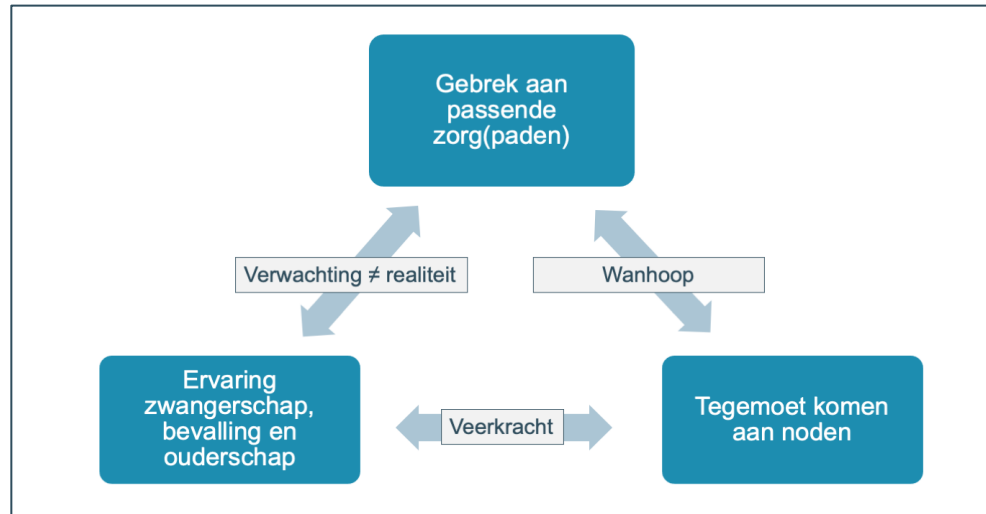 Gebrek aan
passende
zorg(paden)
Verwachting ≠ realiteit
Wanhoop
Ervaring
zwangerschap,
bevalling en
ouderschap
Veerkracht
Tegemoet komen
aan noden